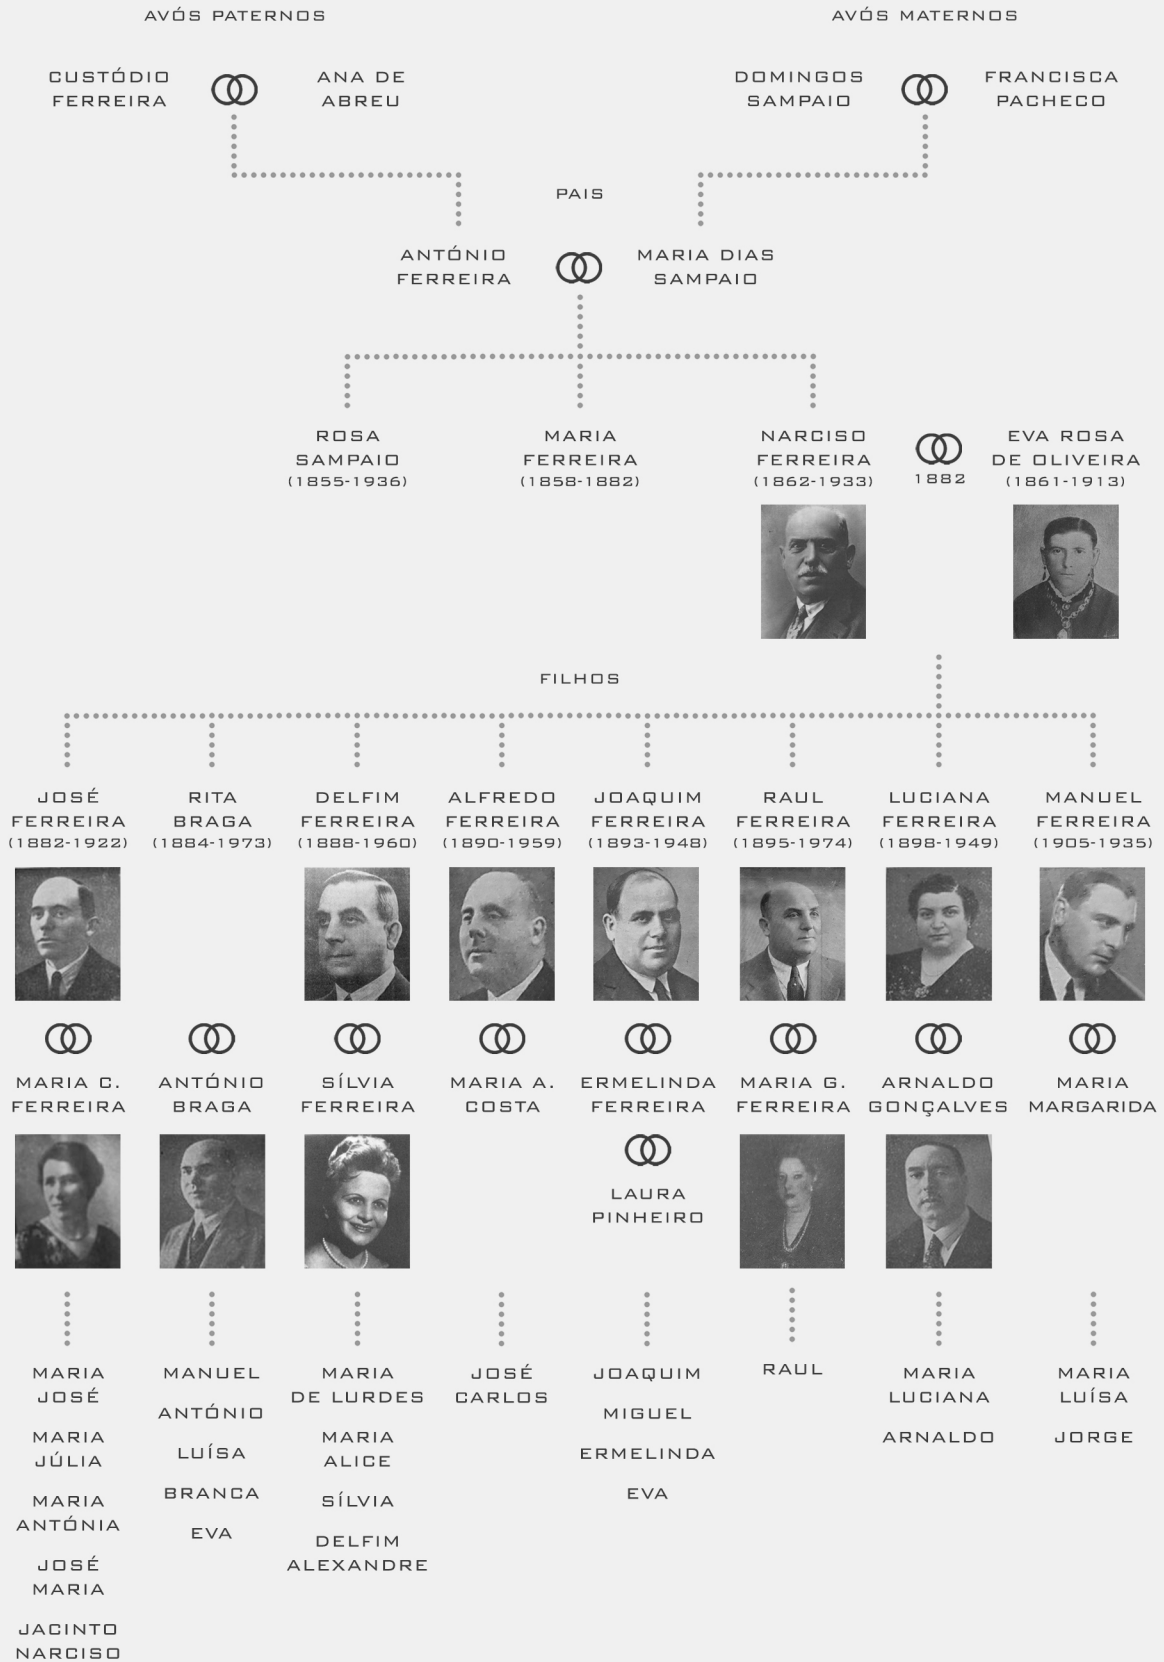 AVÓS PATERNOS
AVÓS MATERNOS
CUSTÓDIO
FERREIRA
ANA DE
ABREU
DOMINGOS
SAMPAIO
FRANCISCA
PACHECO
PAIS
ANTÓNIO
FERREIRA
MARIA DIAS
SAMPAIO
ROSA
SAMPAIO
(1855-1936)
MARIA
FERREIRA
(1858-1882)
NARCISO
FERREIRA
(1862-1933)
1882
EVA ROSA
DE OLIVEIRA
(1861-1913)
FILHOS
JOSÉ
FERREIRA
(1882-1922)
RITA
BRAGA
(1884-1973)
DELFIM
FERREIRA
(1888-1960)
ALFREDO
FERREIRA
(1890-1959)
JOAQUIM
FERREIRA
(1893-1948)
RAUL
FERREIRA
(1895-1974)
LUCIANA
FERREIRA
(1898-1949)
MANUEL
FERREIRA
(1905-1935)
MARIA C.
FERREIRA
ANTÓNIO
BRAGA
SÍLVIA
FERREIRA
MARIA A.
COSTA
ERMELINDA
FERREIRA
LAURA
PINHEIRO
MARIA G.
FERREIRA
ARNALDO
GONÇALVES
MARIA
MARGARIDA
MARIA
JOSÉ
MARIA
JÚLIA
MARIA
ANTÓNIA
JOSÉ
MARIA
JACINTO
NARCISO
MANUEL
ANTÓNIO
LUÍSA
BRANCA
EVA
MARIA
DE LURDES
MARIA
ALICE
SÍLVIA
DELFIM
ALEXANDRE
JOSÉ
CARLOS
JOAQUIM
MIGUEL
ERMELINDA
EVA
RAUL
MARIA
LUCIANA
ARNALDO
MARIA
LUÍSA
JORGE